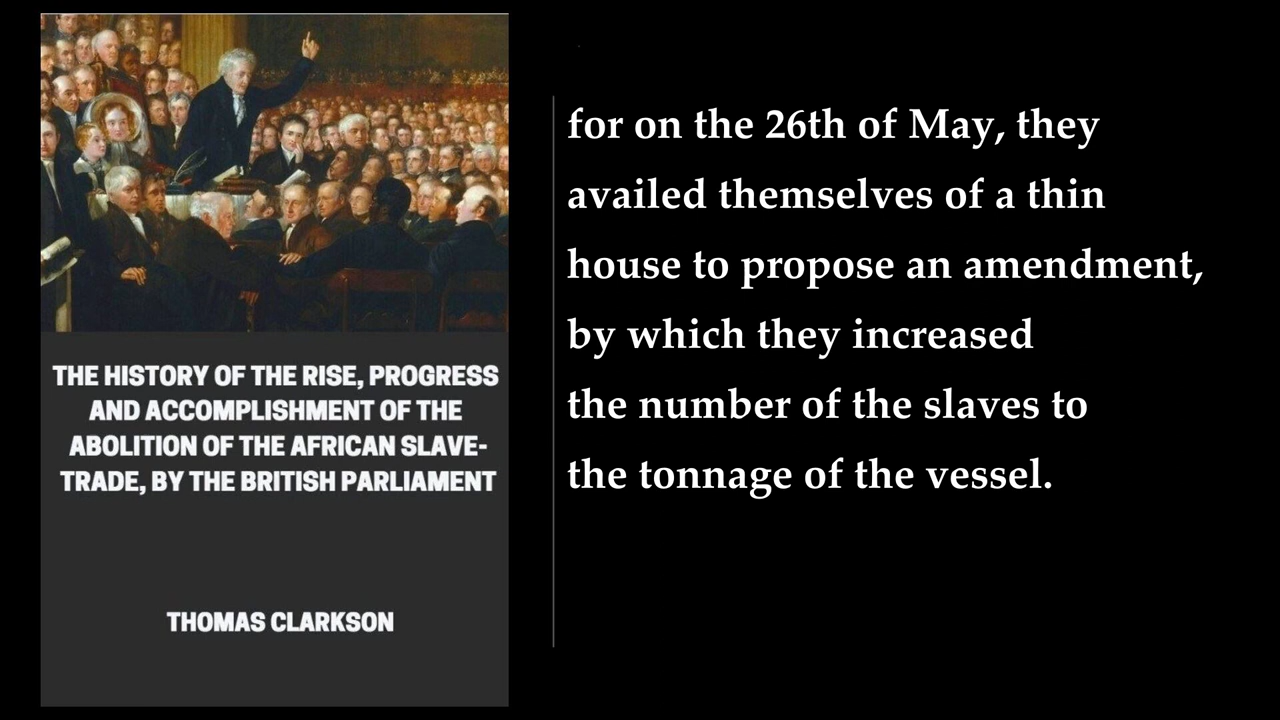 THE HISTORY OF THE RISE, PROGRESS
AND ACCOMPLISHMENT OF THE
ABOLITION OF THE AFRICAN SLAVE-
TRADE, BY THE BRITISH PARLIAMENT
THOMAS CLARKSON
for on the 26th of May, they
availed themselves of a thin
house to propose an amendment,
by which they increased
the number of the slaves to
the tonnage of the vessel.